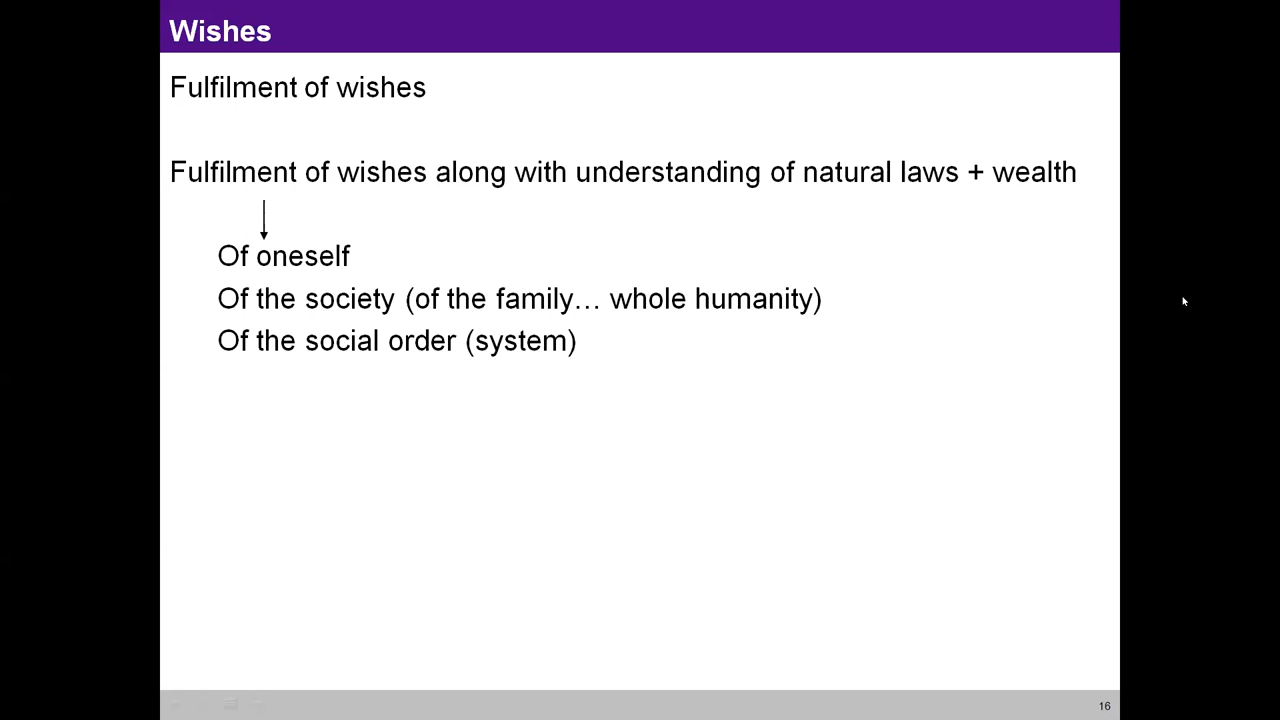 Wishes
Fulfilment of wishes
Fulfilment of wishes along with understanding of natural laws + wealth
Of oneself
Of the society (of the family… whole humanity)
Of the social order (system)
16